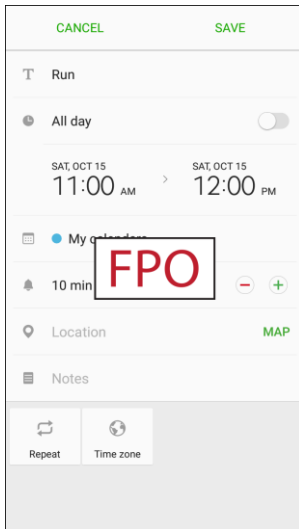 CANCEL SAVE
Run
All day
SAT, OCT 15 SAT, OCT 15
11:00 AM > 12:00 PM
My calendars
FPO
10 min
Location MAP
Notes
Repeat Time zone